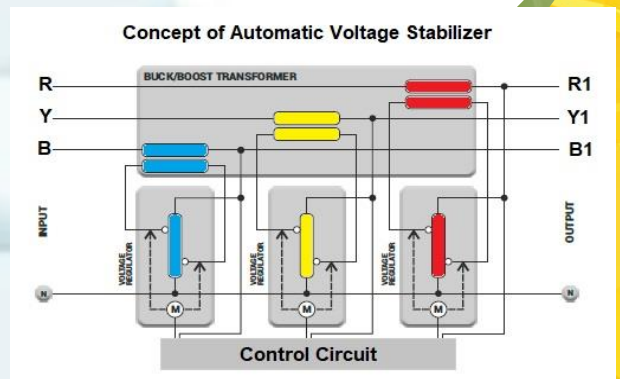 Concept of Automatic Voltage Stabilizer
BUCK/BOOST TRANSFORMER
R R1
Y Y1
B B1
INPUT
OUTPUT
VOLTAGE REGULATOR
VOLTAGE REGULATOR
VOLTAGE REGULATOR
N N
M M M
Control Circuit